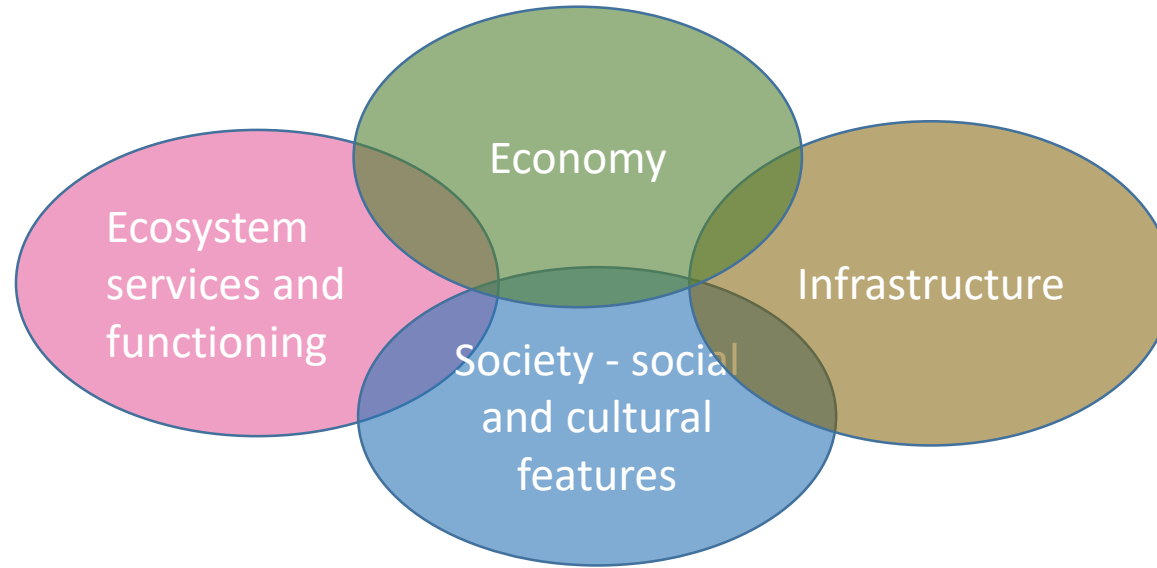 Economy
Ecosystem
services and
functioning
Infrastructure
Society - social
and cultural
features